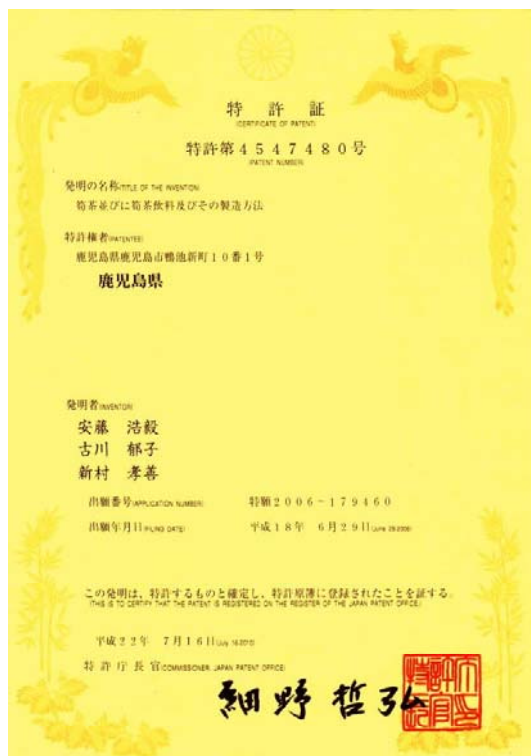 特許証
(CERTIFICATE OF PATENT)
特許第4547480号
(PATENT NUMBER)
発明の名称(TITLE OF THE INVENTION)
筍茶並びに筍茶飲料及びその製造方法
特許権者(PATENTEE)
鹿児島県鹿児島市鴨池新町10番1号
鹿児島県
発明者(INVENTOR)
安藤 浩毅
古川 郁子
新村 孝善
出願番号(APPLICATION NUMBER) 特願2006-179460
出願年月日(FILING DATE) 平成18年 6月29日(June 29,2006)
この発明は、特許するものと確定し、特許原簿に登録されたことを証する。
(THIS IS TO CERTIFY THAT THE PATENT IS REGISTERED ON THE REGISTER OF THE JAPAN PATENT OFFICE.)
平成22年 7月16日(July 16,2010)
特許庁長官(COMMISSIONER, JAPAN PATENT OFFICE)
細野哲弘